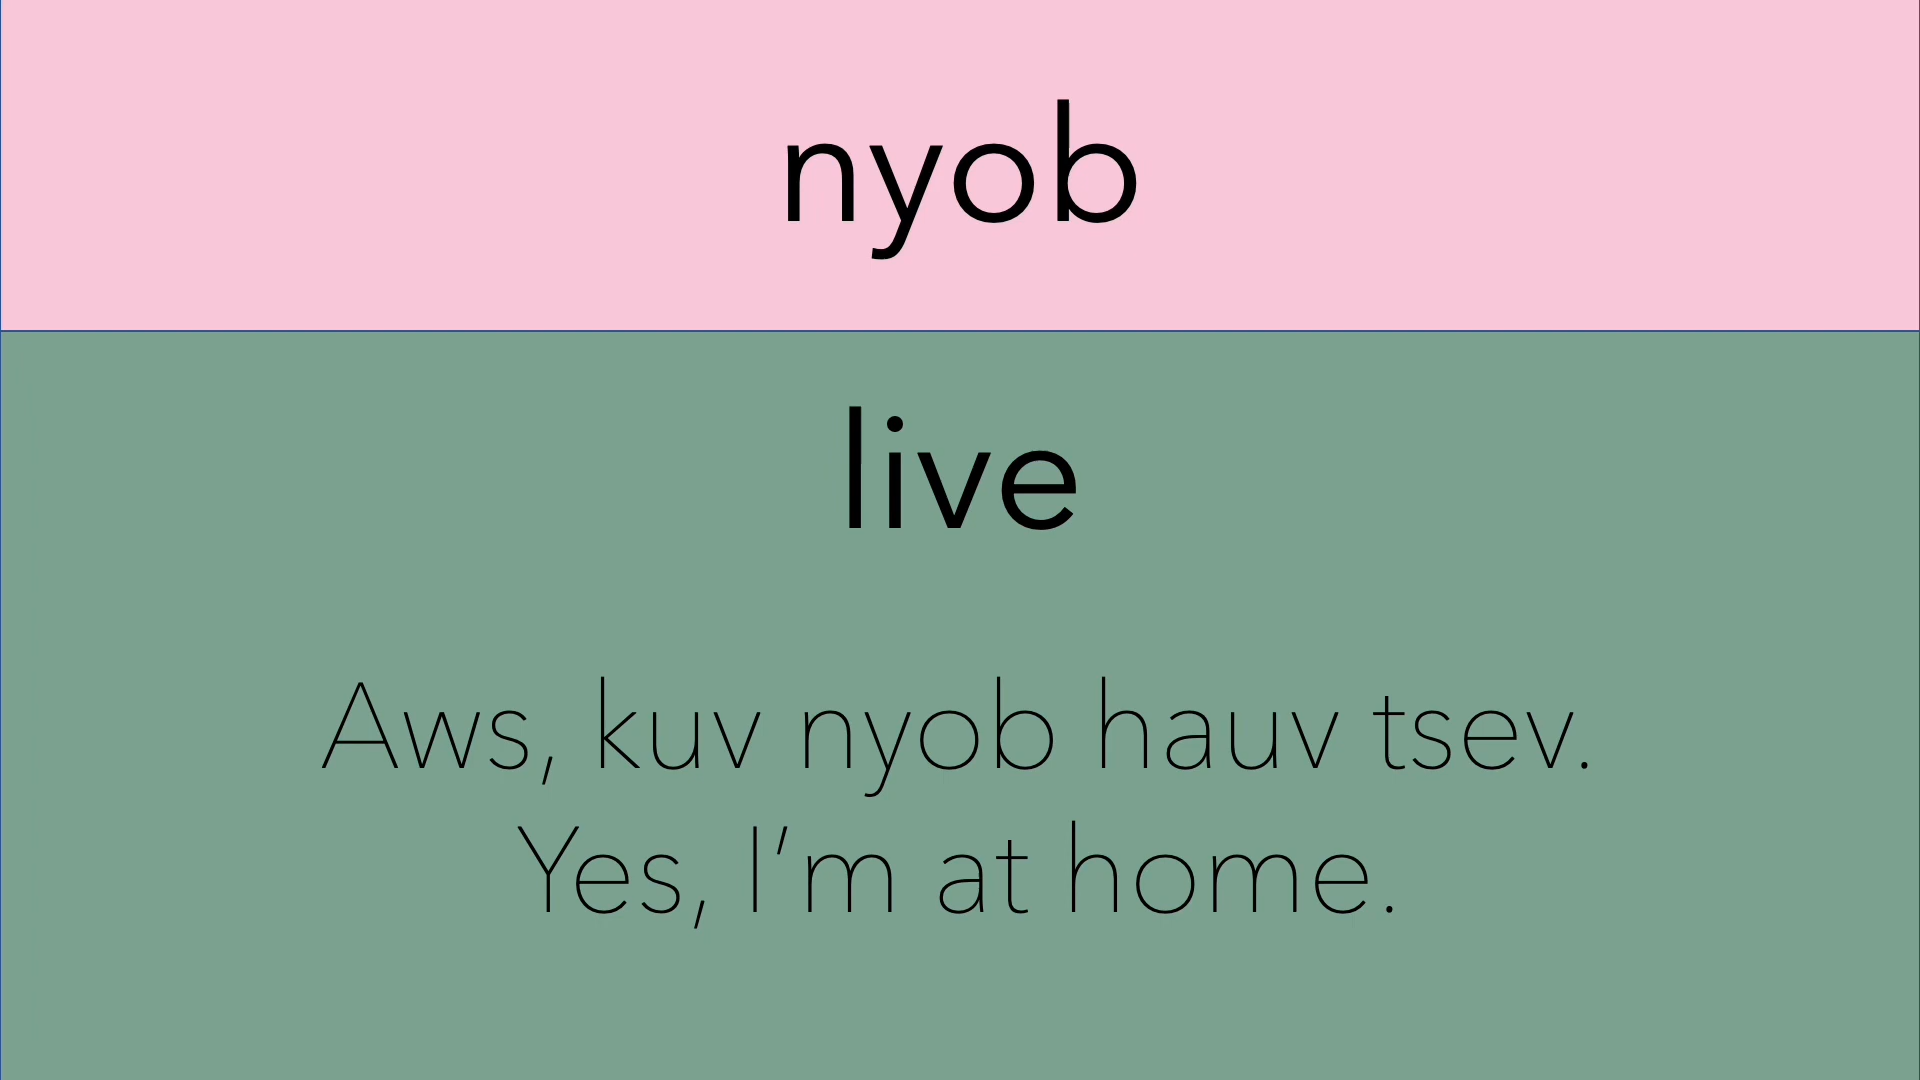 nyob
live
Aws, kuv nyob hauv tsev.
Yes, I’m at home.